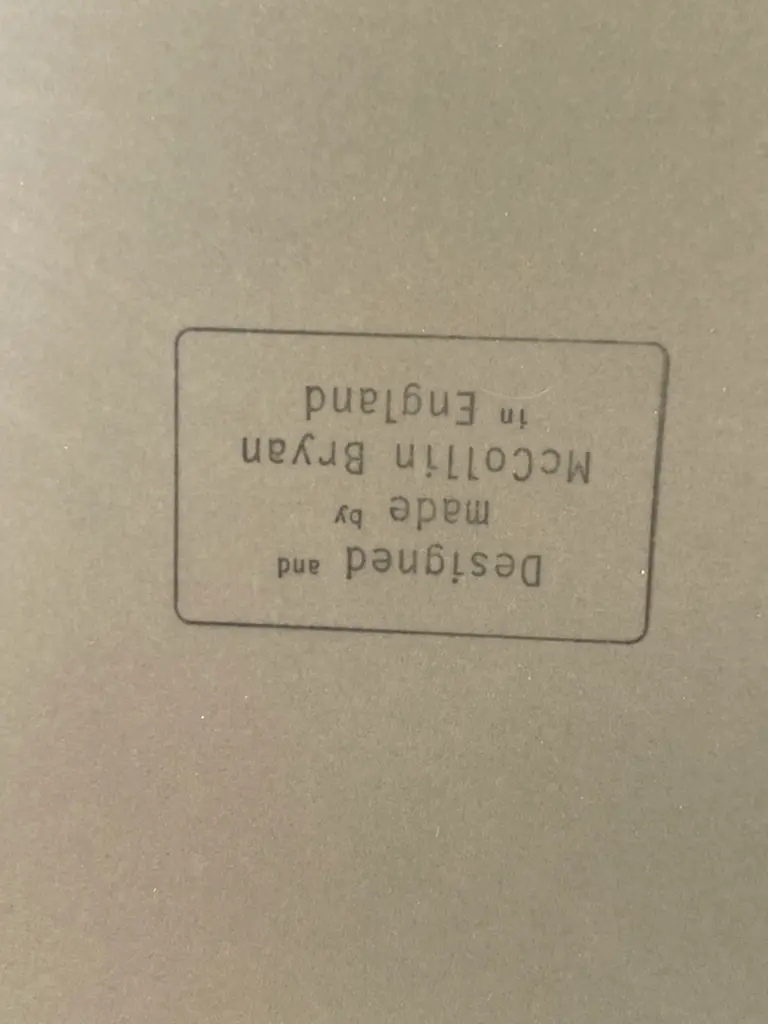 Designed and
made by
McCollin Bryan
in England